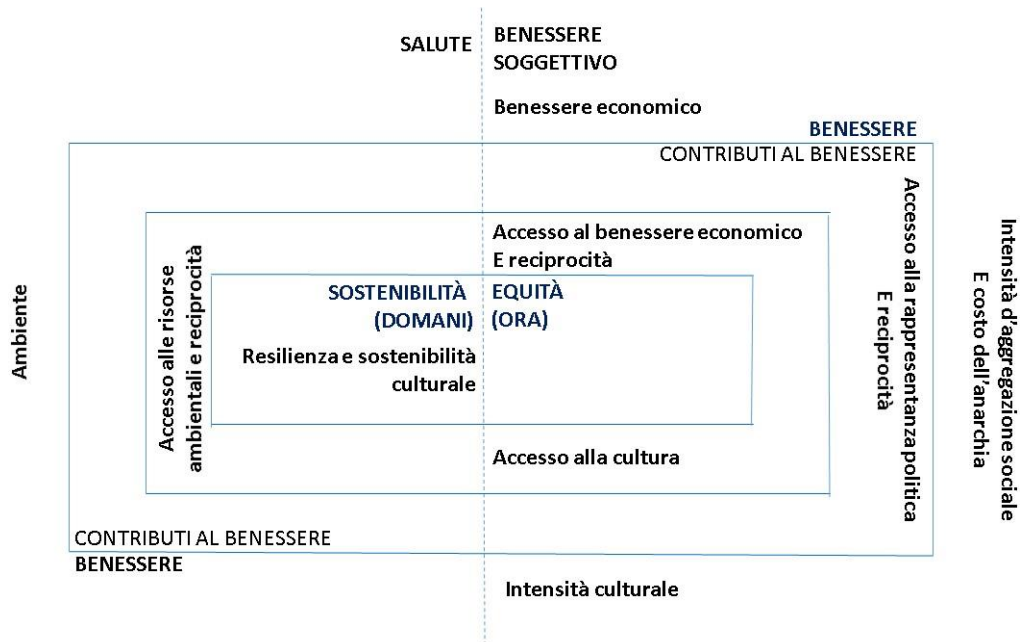 SALUTE
BENESSERE
SOGGETTIVO
Benessere economico
BENESSERE
CONTRIBUTI AL BENESSERE
Ambiente
Accesso alle risorse
ambientali e reciprocità
Accesso al benessere economico
E reciprocità
SOSTENIBILITÀ
(DOMANI)
EQUITÀ
(ORA)
Resilienza e sostenibilità
culturale
Accesso alla cultura
Accesso alla rappresentanza politica
E reciprocità
Intensità d'aggregazione sociale
E costo dell'anarchia
CONTRIBUTI AL BENESSERE
BENESSERE
Intensità culturale